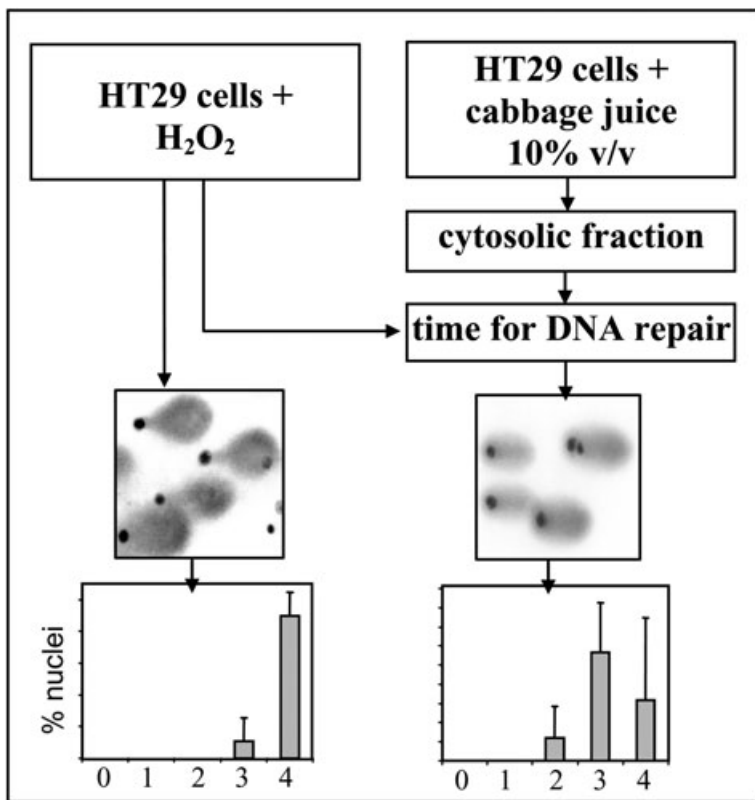 HT29 cells +
H₂O₂
HT29 cells +
cabbage juice
10% v/v
cytosolic fraction
time for DNA repair
% nuclei
0 1 2 3 4
0 1 2 3 4